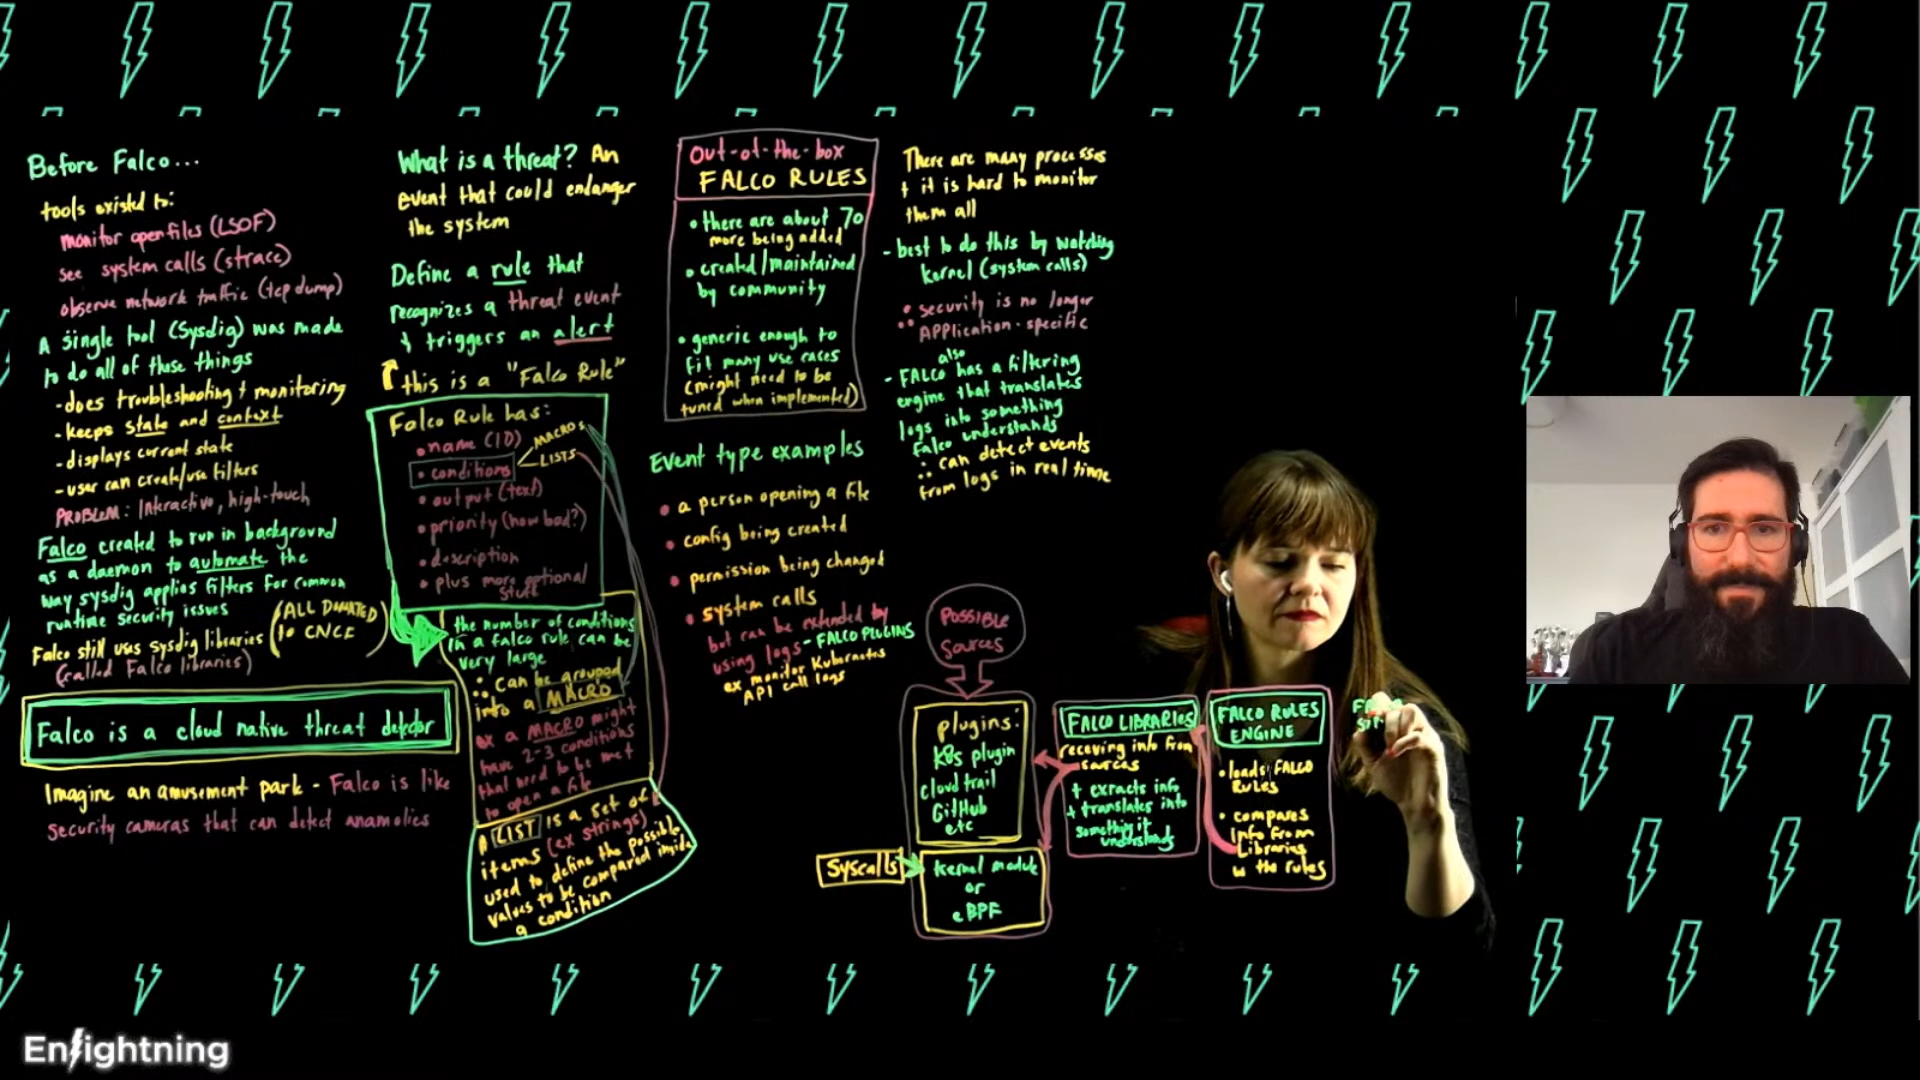 Before Falco...
tools existed to:
monitor open files (LSOF)
see system calls (strace)
observe network traffic (tcp dump)
A single tool (Sysdig) was made
to do all of these things
- does troubleshooting + monitoring
- keeps state and context
- displays current state
- user can create/use filters
PROBLEM: Interactive, high-touch
Falco created to run in background
as a daemon to automate the
way sysdig applies filters for common
runtime security issues
(ALL DONATED
to CNCF)
Falco still uses sysdig libraries
(called Falco libraries)
Falco is a cloud native threat detector
Imagine an amusement park - Falco is like
security cameras that can detect anamolies
What is a threat? An
event that could endanger
the system
Define a rule that
recognizes a threat event
+ triggers an alert
this is a "Falco Rule"
Falco Rule has:
• name (ID)
• conditions
MACROS
LISTS
• output (text)
• priority (how bad?)
• description
• plus more optional
stuff
the number of conditions
in a falco rule can be
very large
∴ can be grouped
into a MACRO
ex a MACRO might
have 2-3 conditions
that need to be met
to open a file
A LIST is a set of
items (ex strings)
used to define the possible
values to be compared inside
a condition
Out-of-the-box
FALCO RULES
• there are about 70
more being added
• created/maintained
by community
• generic enough to
fit many use cases
(might need to be
tuned when implemented)
Event type examples
• a person opening a file
• config being created
• permission being changed
• system calls
but can be extended by
using logs - FALCO PLUGINS
ex monitor Kubernetes
API call logs
There are many processes
+ it is hard to monitor
them all
- best to do this by watching
kernel (system calls)
∴ security is no longer
APPlication-specific
also
- FALCO has a filtering
engine that translates
logs into something
Falco understands
∴ can detect events
from logs in real time
POSSIBLE
Sources
plugins:
k8s plugin
cloud trail
GitHub
etc
Syscalls
kernel module
or
eBPF
FALCO LIBRARIES
receving info from
sources
+ exracts info
+ translates into
something it
understands
FALCO RULES
ENGINE
• loads FALCO
RULES
• compares
info from
Libraries
w the rules
Enlightning